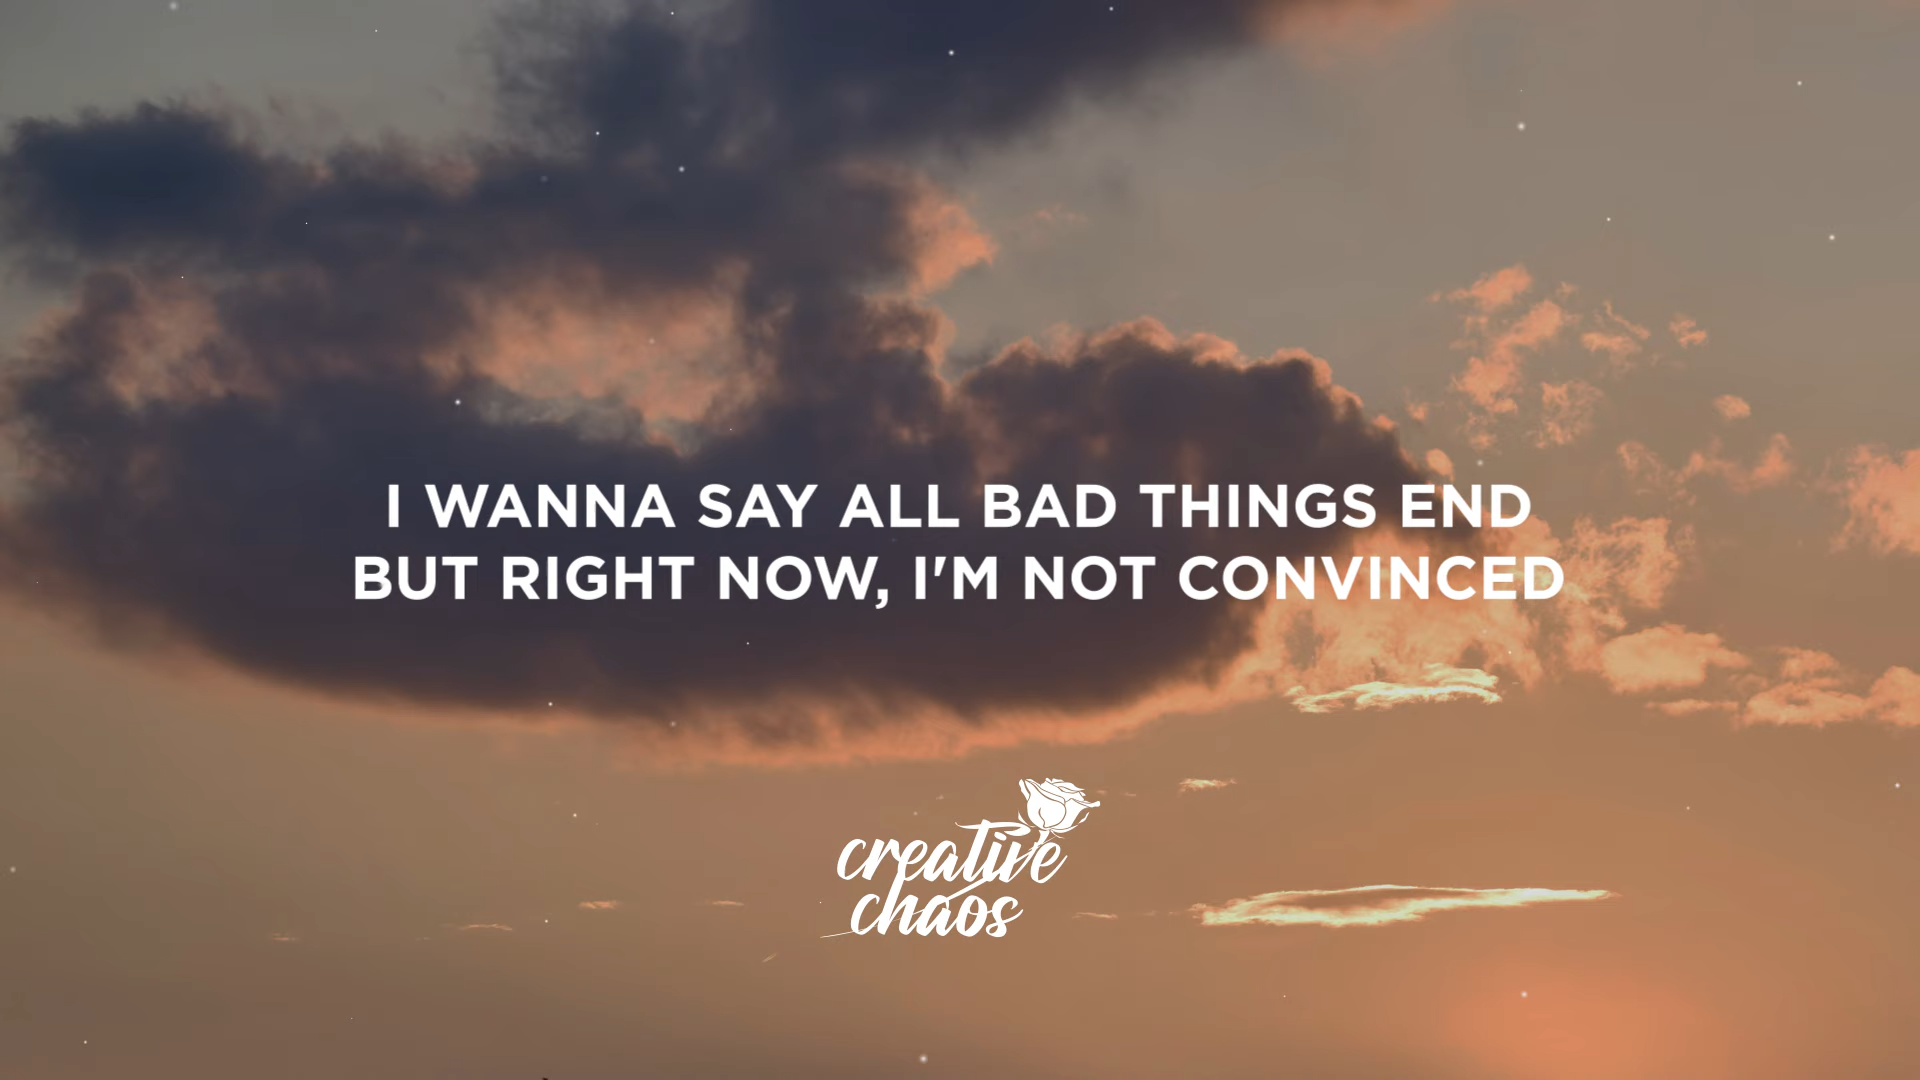 I WANNA SAY ALL BAD THINGS END
BUT RIGHT NOW, I'M NOT CONVINCED
creative
chaos